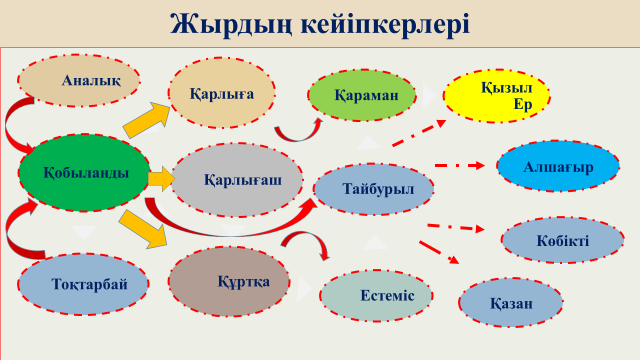 Жырдың кейіпкерлері
Аналық
Қарлыға
Қараман
Қызыл
Ер
Қобыланды
Қарлығаш
Тайбурыл
Алшағыр
Көбікті
Тоқтарбай
Құртқа
Естеміс
Қазан